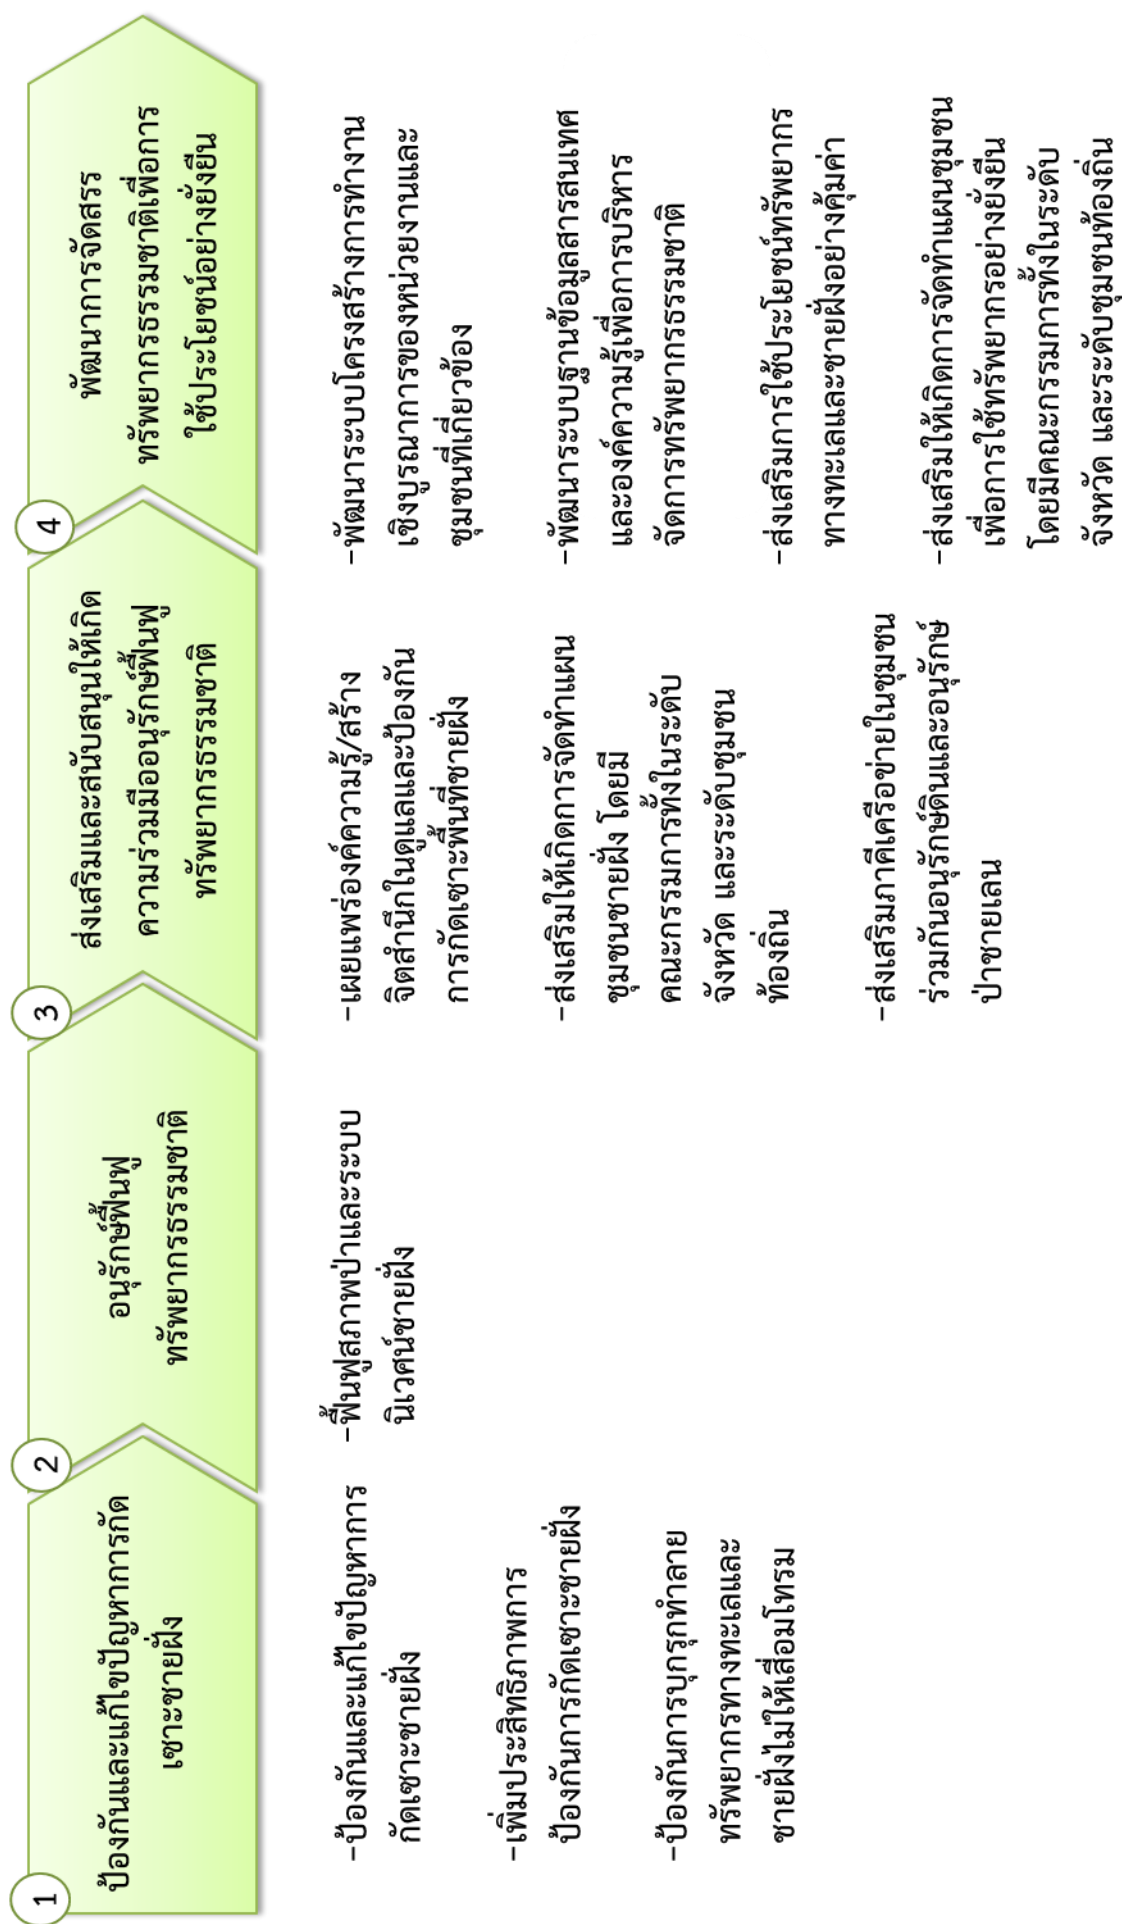 1
ป้องกันและแก้ไขปัญหาการกัด
เซาะชายฝั่ง
–ป้องกันและแก้ไขปัญหาการ
กัดเซาะชายฝั่ง
–เพิ่มประสิทธิภาพการ
ป้องกันการกัดเซาะชายฝั่ง
–ป้องกันการบุกรุกทำลาย
ทรัพยากรทางทะเลและ
ชายฝั่งไม่ให้เสื่อมโทรม
2
อนุรักษ์ฟื้นฟู
ทรัพยากรธรรมชาติ
–ฟื้นฟูสภาพป่าและระบบ
นิเวศน์ชายฝั่ง
3
ส่งเสริมและสนับสนุนให้เกิด
ความร่วมมืออนุรักษ์ฟื้นฟู
ทรัพยากรธรรมชาติ
–เผยแพร่องค์ความรู้/สร้าง
จิตสำนึกในดูแลและป้องกัน
การกัดเซาะพื้นที่ชายฝั่ง
–ส่งเสริมให้เกิดการจัดทำแผน
ชุมชนชายฝั่ง โดยมี
คณะกรรมการทั้งในระดับ
จังหวัด และระดับชุมชน
ท้องถิ่น
–ส่งเสริมภาคีเครือข่ายในชุมชน
ร่วมกันอนุรักษ์ดินและอนุรักษ์
ป่าชายเลน
4
พัฒนาการจัดสรร
ทรัพยากรธรรมชาติเพื่อการ
ใช้ประโยชน์อย่างยั่งยืน
–พัฒนาระบบโครงสร้างการทำงาน
เชิงบูรณาการของหน่วยงานและ
ชุมชนที่เกี่ยวข้อง
–พัฒนาระบบฐานข้อมูลสารสนเทศ
และองค์ความรู้เพื่อการบริหาร
จัดการทรัพยากรธรรมชาติ
–ส่งเสริมการใช้ประโยชน์ทรัพยากร
ทางทะเลและชายฝั่งอย่างคุ้มค่า
–ส่งเสริมให้เกิดการจัดทำแผนชุมชน
เพื่อการใช้ทรัพยากรอย่างยั่งยืน
โดยมีคณะกรรมการทั้งในระดับ
จังหวัด และระดับชุมชนท้องถิ่น